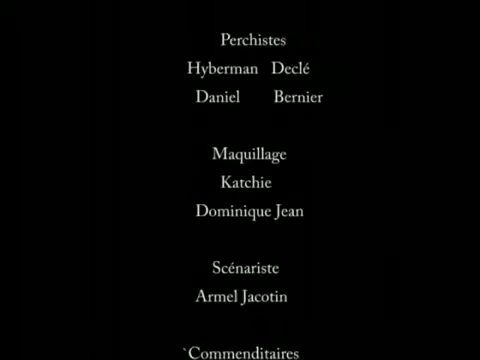 Perchistes
Hyberman Declé
Daniel Bernier
Maquillage
Katchie
Dominique Jean
Scénariste
Armel Jacotin
`Commenditaires